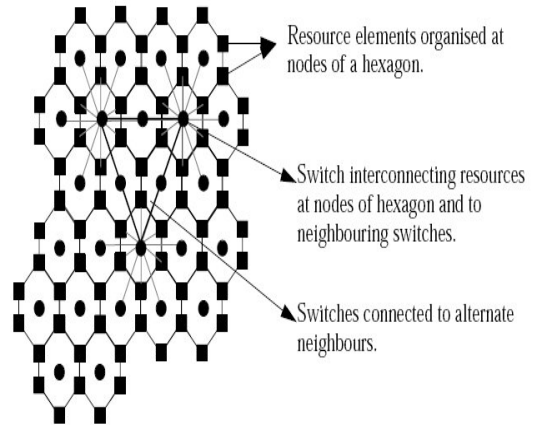 Resource elements organised at
nodes of a hexagon.
Switch interconnecting resources
at nodes of hexagon and to
neighbouring switches.
Switches connected to alternate
neighbours.